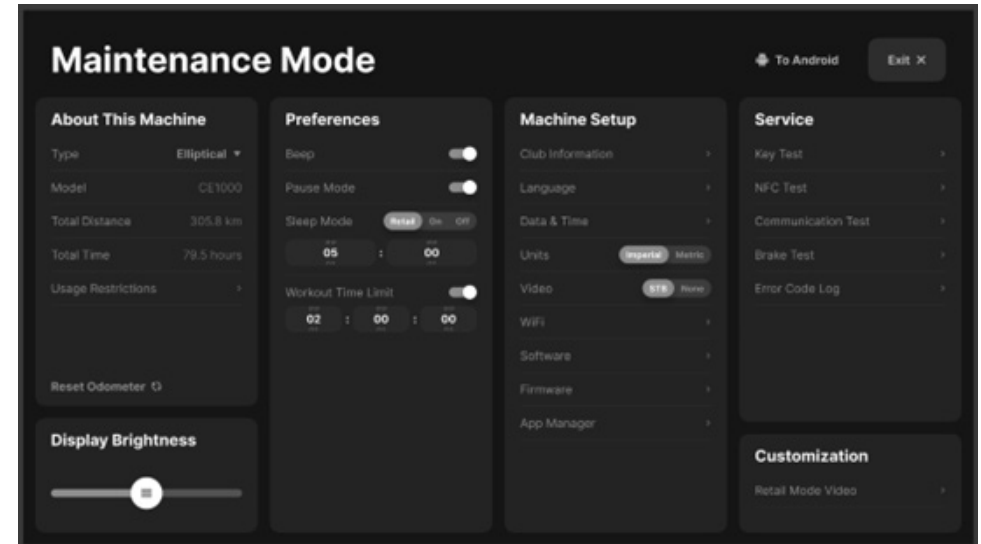 Maintenance Mode
To Android
Exit ×
About This Machine
Type Elliptical
Model CE1000
Total Distance 305.8 km
Total Time 79.5 hours
Usage Restrictions
Reset Odometer
Display Brightness
Preferences
Beep
Pause Mode
Sleep Mode Retail On Off
05 : 00
Workout Time Limit
02 : 00 : 00
Machine Setup
Club Information
Language
Data & Time
Units Imperial Metric
Video STB None
WiFi
Software
Firmware
App Manager
Service
Key Test
NFC Test
Communication Test
Brake Test
Error Code Log
Customization
Retail Mode Video